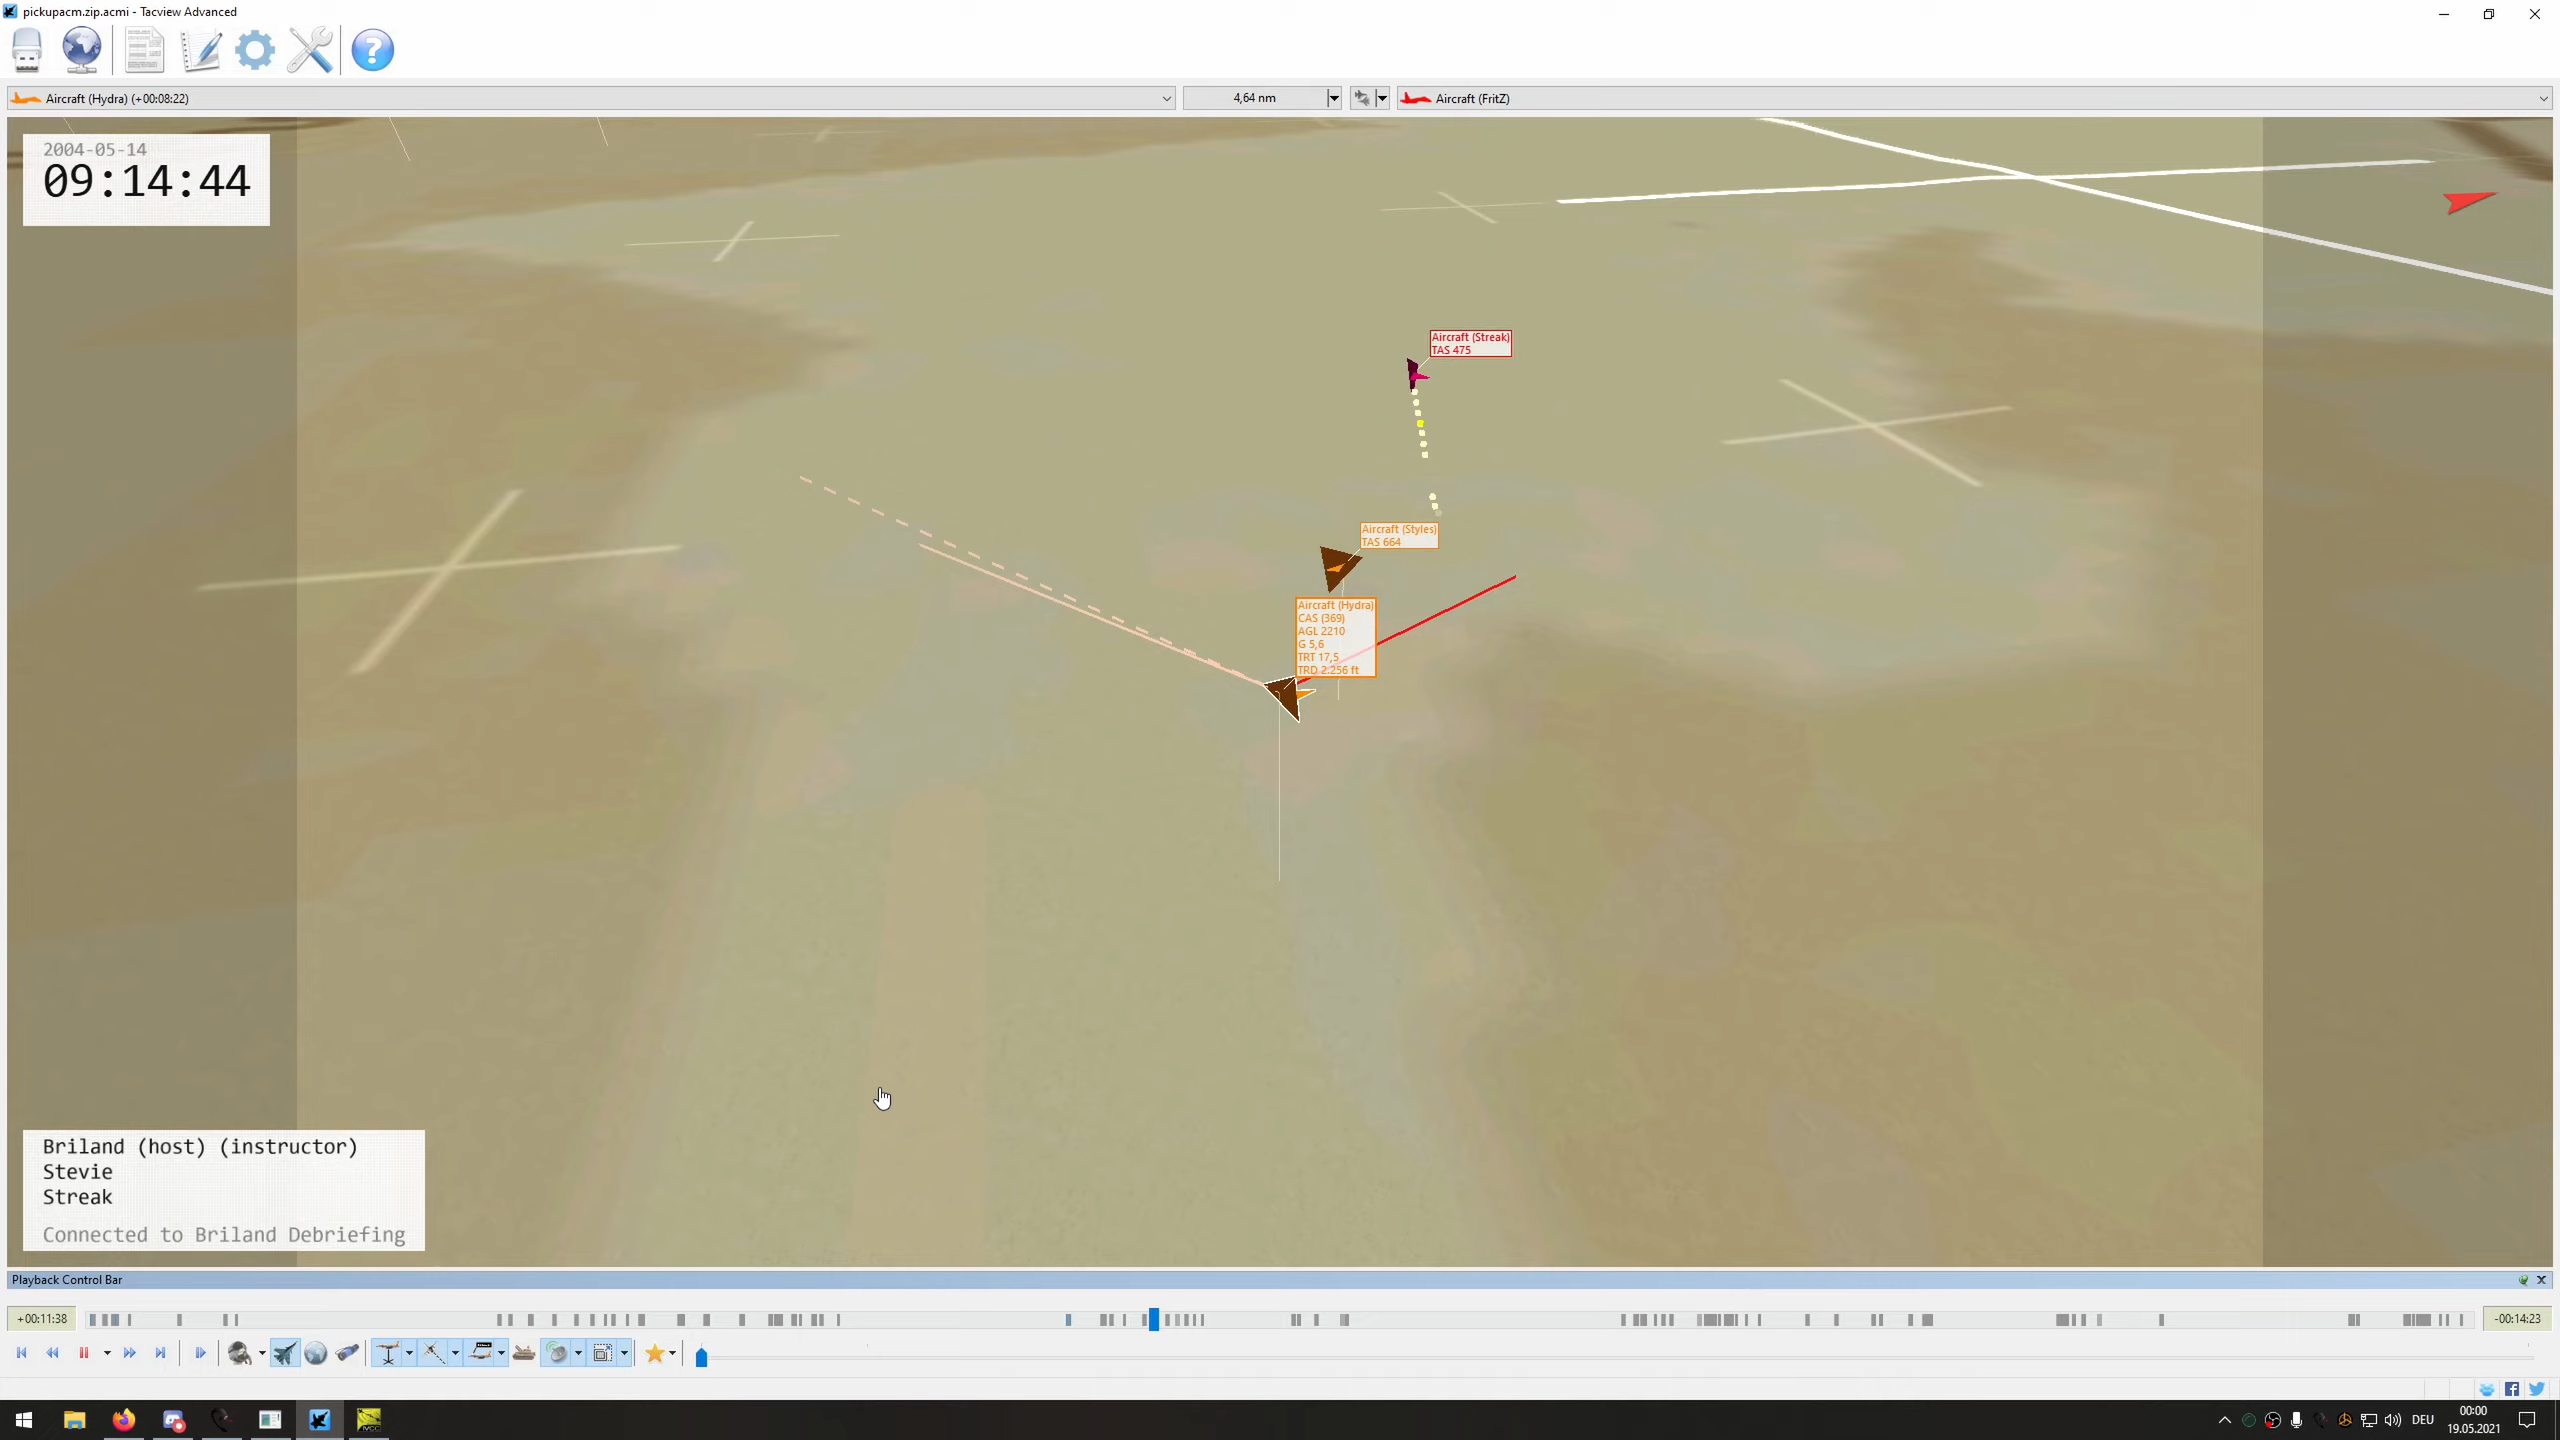 pickupacm.zip.acmi - Tacview Advanced
Aircraft (Hydra) (+00:08:22)
4,64 nm
Aircraft (FritZ)
2004-05-14
09:14:44
Aircraft (Streak)
TAS 475
Aircraft (Styles)
TAS 664
Aircraft (Hydra)
CAS (369)
AGL 2210
G 5,6
TRT 17,5
TRD 2.256 ft
Briland (host) (instructor)
Stevie
Streak
Connected to Briland Debriefing
Playback Control Bar
+00:11:38
-00:14:23
DEU
00:00
19.05.2021